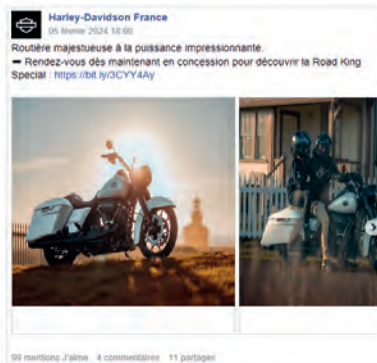 Harley-Davidson France
05 février 2024 18:00
Routière majestueuse à la puissance impressionnante.
➡ Rendez-vous dès maintenant en concession pour découvrir la Road King
Special : https://bit.ly/3CYY4Ay
99 mentions J'aime 4 commentaires 11 partages